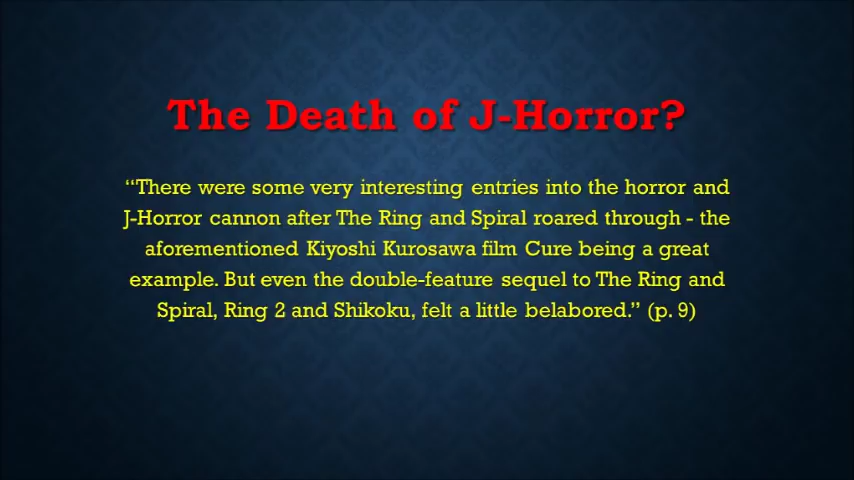 The Death of J-Horror?
“There were some very interesting entries into the horror and
J-Horror cannon after The Ring and Spiral roared through - the
aforementioned Kiyoshi Kurosawa film Cure being a great
example. But even the double-feature sequel to The Ring and
Spiral, Ring 2 and Shikoku, felt a little belabored.” (p. 9)